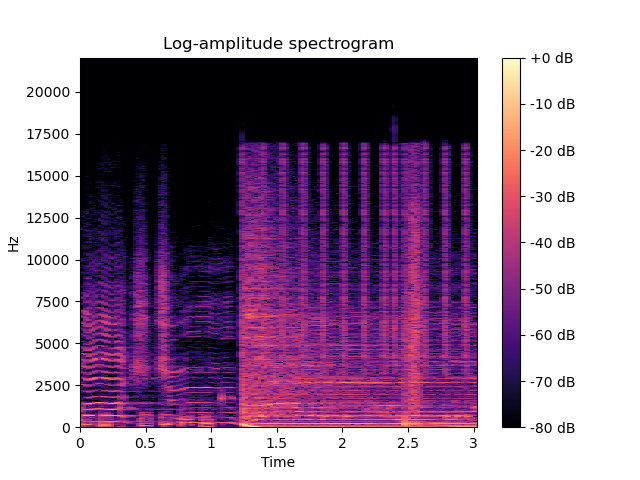 Log-amplitude spectrogram
Hz
20000
17500
15000
12500
10000
7500
5000
2500
0
0 0.5 1 1.5 2 2.5 3
Time
+0 dB
-10 dB
-20 dB
-30 dB
-40 dB
-50 dB
-60 dB
-70 dB
-80 dB